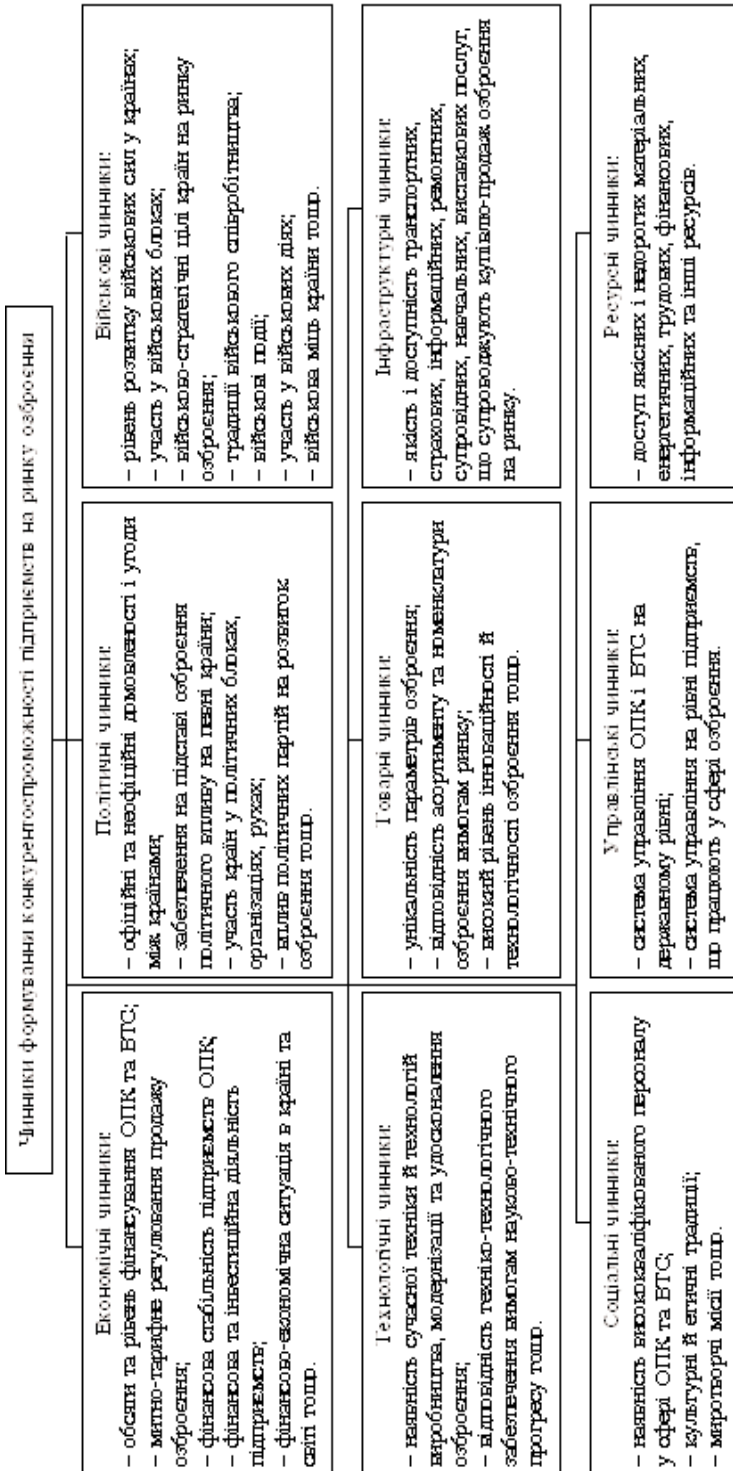 Чинники формування конкурентоспроможності підприємств на ринку озброєння
Економічні чинники:
– обсяги та рівень фінансування ОПК та ВТС;
– митно-тарифне регулювання продажу
озброєння;
– фінансова стабільність підприємств ОПК;
– фінансова та інвестиційна діяльність
підприємств;
– фінансово-економічна ситуація в країні та
світі тощо.
Політичні чинники:
– офіційні та неофіційні домовленості і угоди
між країнами;
– забезпечення на підставі озброєння
політичного впливу на певні країни;
– участь країн у політичних блоках,
організаціях, рухах;
– вплив політичних партій на розвиток
озброєння тощо.
Військові чинники:
– рівень розвитку військових сил у країнах;
– участь у військових блоках;
– військово-стратегічні цілі країн на ринку
озброєння;
– традиції військового співробітництва;
– військові події;
– участь у військових діях;
– військова міць країни тощо.
Технологічні чинники:
– наявність сучасної техніки й технологій
виробництва, модернізації та удосконалення
озброєння;
– відповідність техніко-технологічного
забезпечення вимогам науково-технічного
прогресу тощо.
Товарні чинники:
– унікальність параметрів озброєння;
– відповідність асортименту та номенклатури
озброєння вимогам ринку;
– високий рівень інноваційності й
технологічності озброєння тощо.
Інфраструктурні чинники:
– якість і доступність транспортних,
страхових, інформаційних, ремонтних,
супровідних, навчальних, виставкових послуг,
що супроводжують купівлю-продаж озброєння
на ринку.
Соціальні чинники:
– наявність висококваліфікованого персоналу
у сфері ОПК та ВТС;
– культурні й етичні традиції;
– миротворчі місії тощо.
Управлінські чинники:
– система управління ОПК і ВТС на
державному рівні;
– система управління на рівні підприємств,
що працюють у сфері озброєння.
Ресурсні чинники:
– доступ якісних і недорогих матеріальних,
енергетичних, трудових, фінансових,
інформаційних та інші ресурсів.